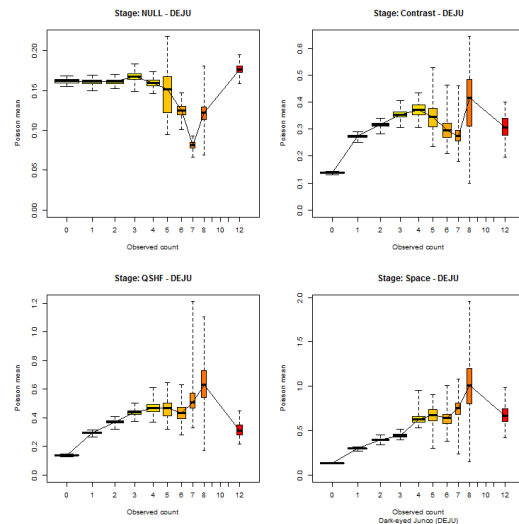 Stage: NULL - DEJU
Poisson mean
0.00 0.05 0.10 0.15 0.20
0 1 2 3 4 5 6 7 8 10 12
Observed count
Stage: Contrast - DEJU
Poisson mean
0.0 0.1 0.2 0.3 0.4 0.5 0.6
0 1 2 3 4 5 6 7 8 10 12
Observed count
Stage: QSHF - DEJU
Poisson mean
0.0 0.2 0.4 0.6 0.8 1.0 1.2
0 1 2 3 4 5 6 7 8 10 12
Observed count
Stage: Space - DEJU
Poisson mean
0.0 0.5 1.0 1.5 2.0
0 1 2 3 4 5 6 7 8 10 12
Observed count
Dark-eyed Junco (DEJU)